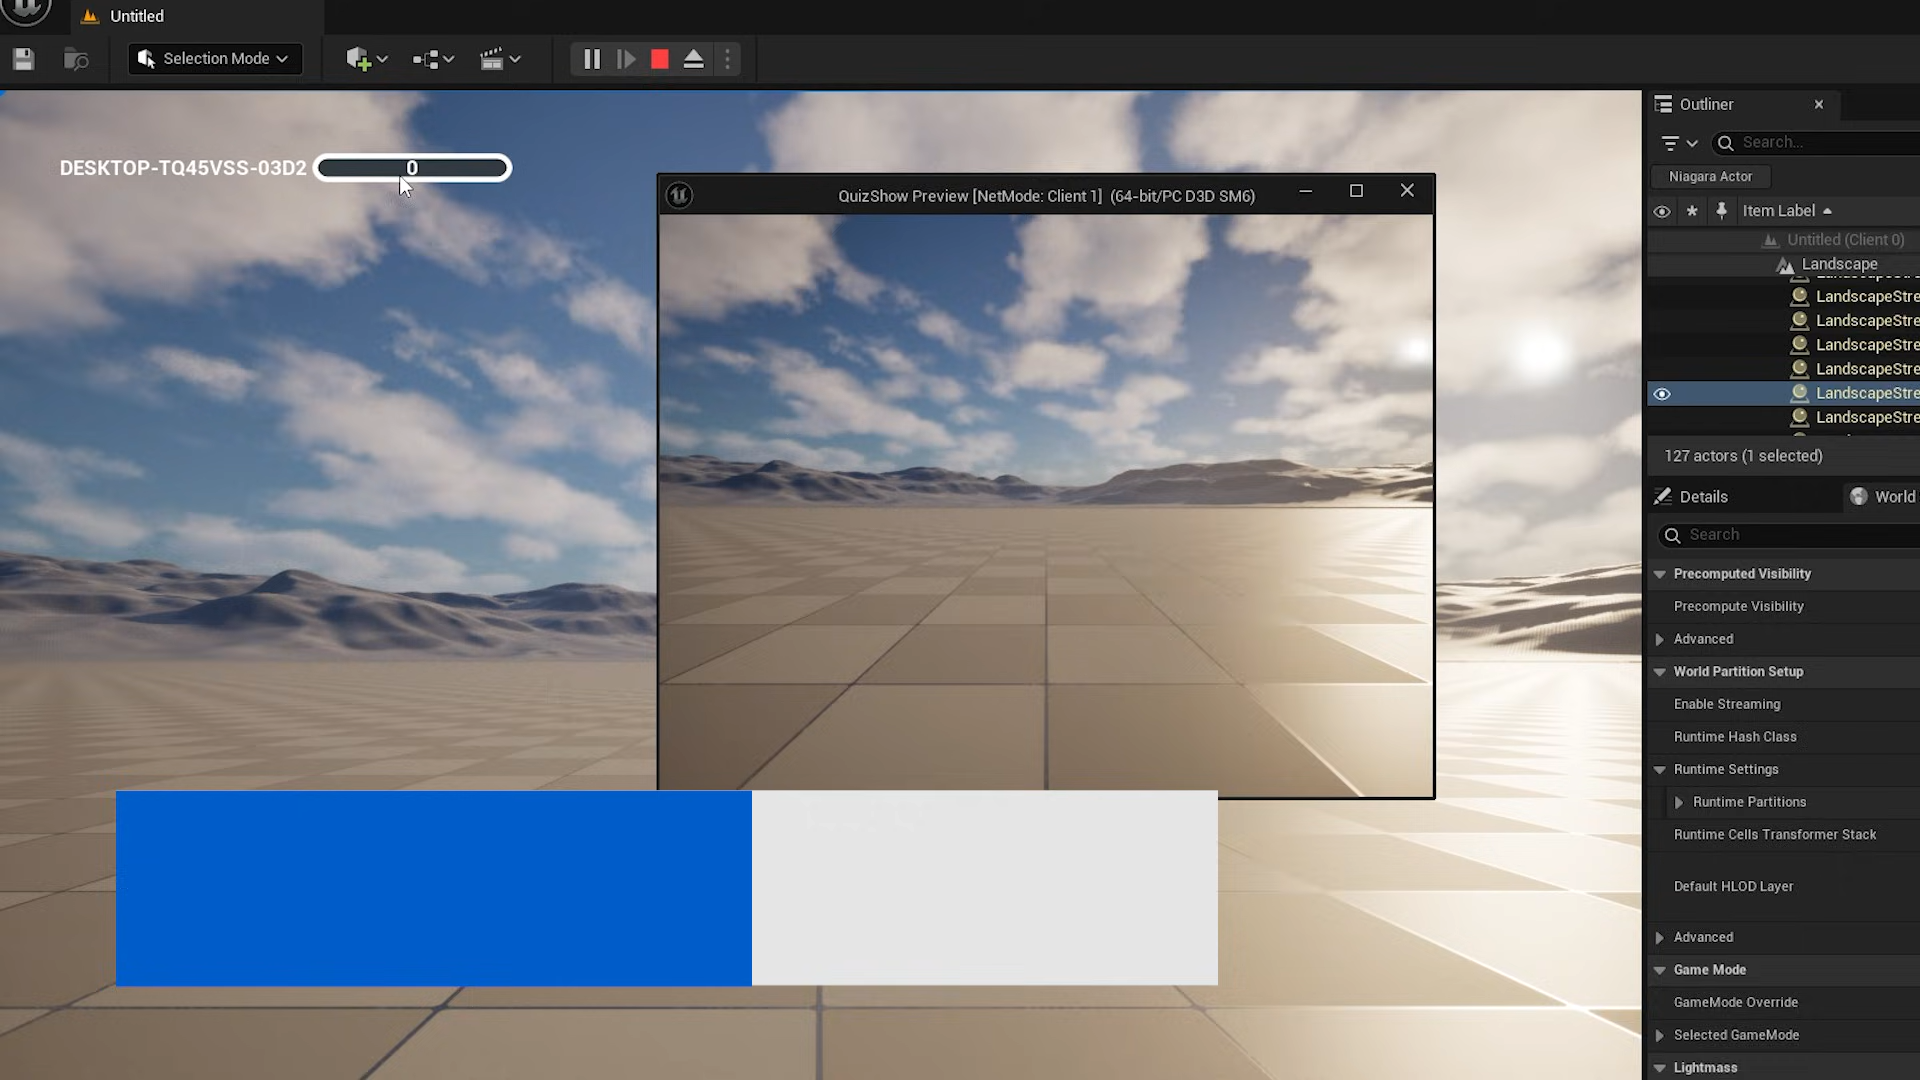 Untitled
Selection Mode
DESKTOP-TQ45VSS-03D2
0
QuizShow Preview [NetMode: Client 1] (64-bit/PC D3D SM6)
Outliner
Search...
Niagara Actor
Item Label
Untitled (Client 0)
Landscape
LandscapeStre
LandscapeStre
LandscapeStre
LandscapeStre
LandscapeStre
LandscapeStre
127 actors (1 selected)
Details
World
Search
Precomputed Visibility
Precompute Visibility
Advanced
World Partition Setup
Enable Streaming
Runtime Hash Class
Runtime Settings
Runtime Partitions
Runtime Cells Transformer Stack
Default HLOD Layer
Advanced
Game Mode
GameMode Override
Selected GameMode
Lightmass